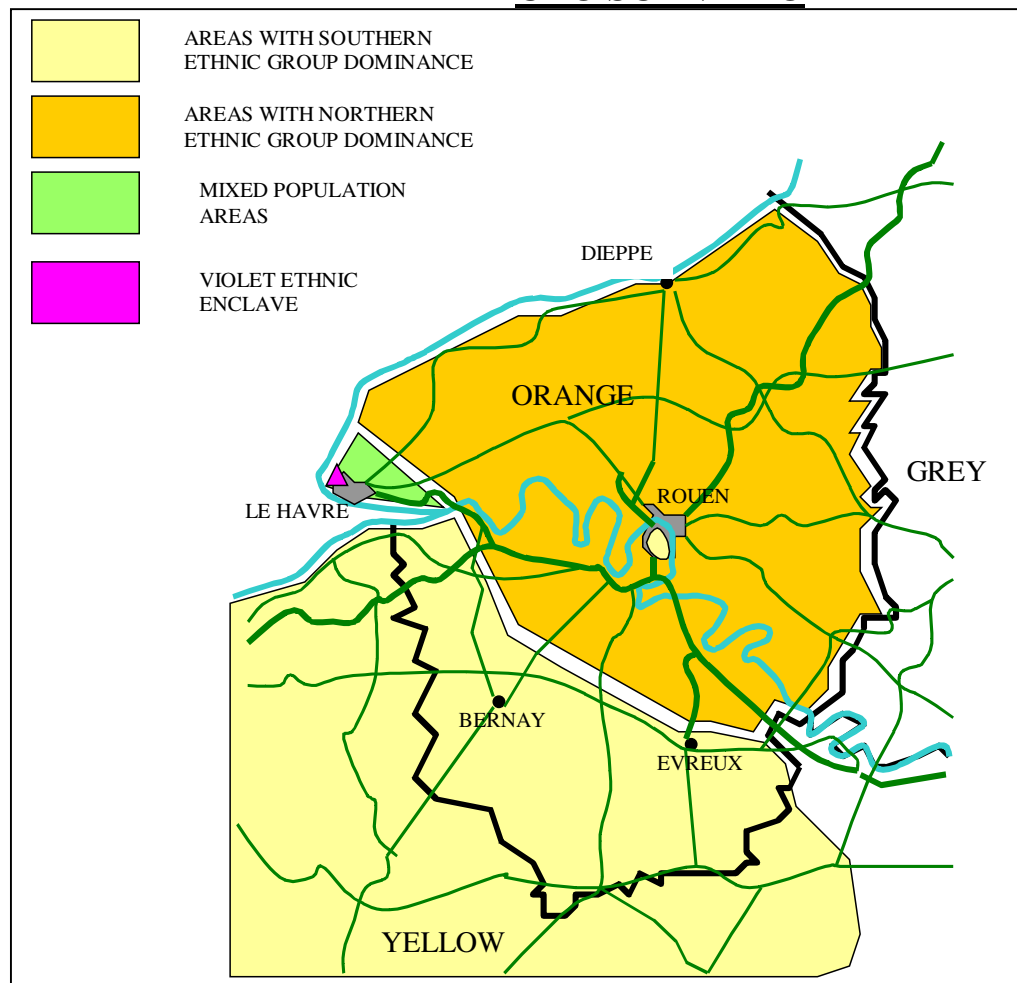 AREAS WITH SOUTHERN
ETHNIC GROUP DOMINANCE
AREAS WITH NORTHERN
ETHNIC GROUP DOMINANCE
MIXED POPULATION
AREAS
VIOLET ETHNIC
ENCLAVE
DIEPPE
ORANGE
GREY
ROUEN
LE HAVRE
BERNAY
EVREUX
YELLOW